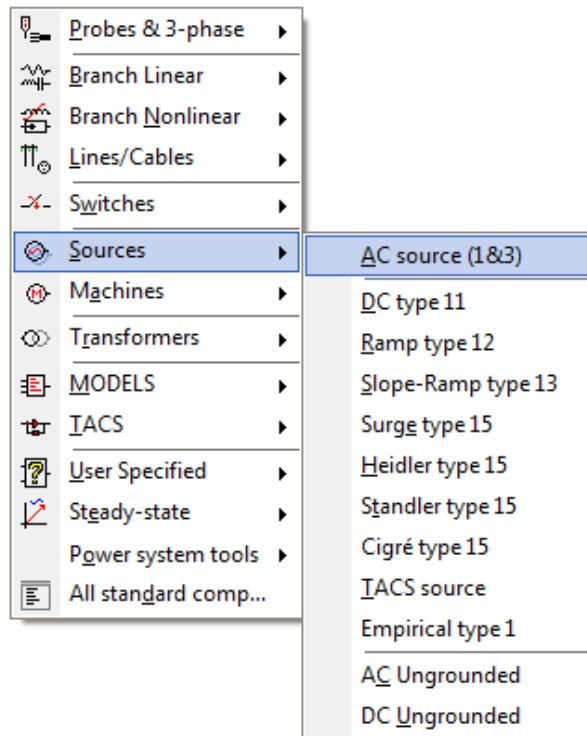 Probes & 3-phase
Branch Linear
Branch Nonlinear
Lines/Cables
Switches
Sources
Machines
Transformers
MODELS
TACS
User Specified
Steady-state
Power system tools
All standard comp...
AC source (1&3)
DC type 11
Ramp type 12
Slope-Ramp type 13
Surge type 15
Heidler type 15
Standler type 15
Cigré type 15
TACS source
Empirical type 1
AC Ungrounded
DC Ungrounded